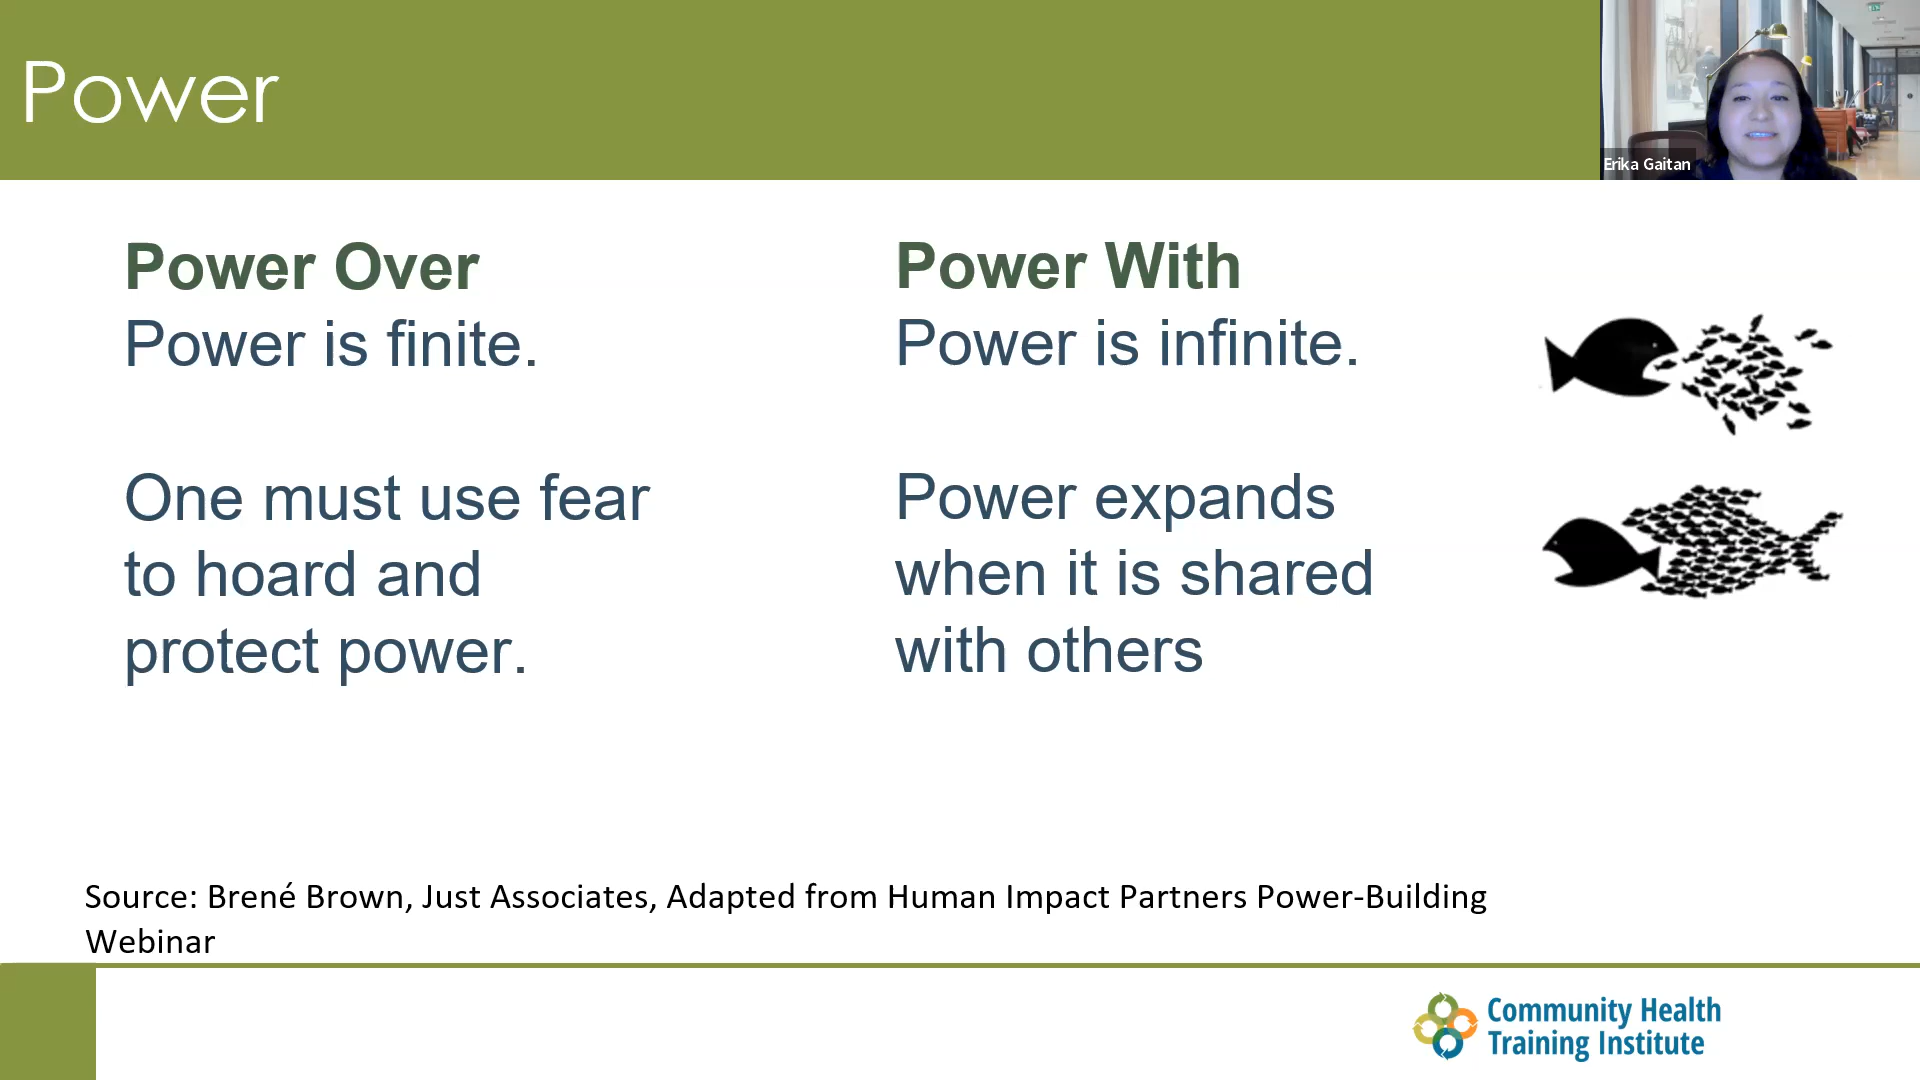 Power
Erika Gaitan
Power Over
Power is finite.
One must use fear
to hoard and
protect power.
Power With
Power is infinite.
Power expands
when it is shared
with others
Source: Brené Brown, Just Associates, Adapted from Human Impact Partners Power-Building
Webinar
Community Health
Training Institute